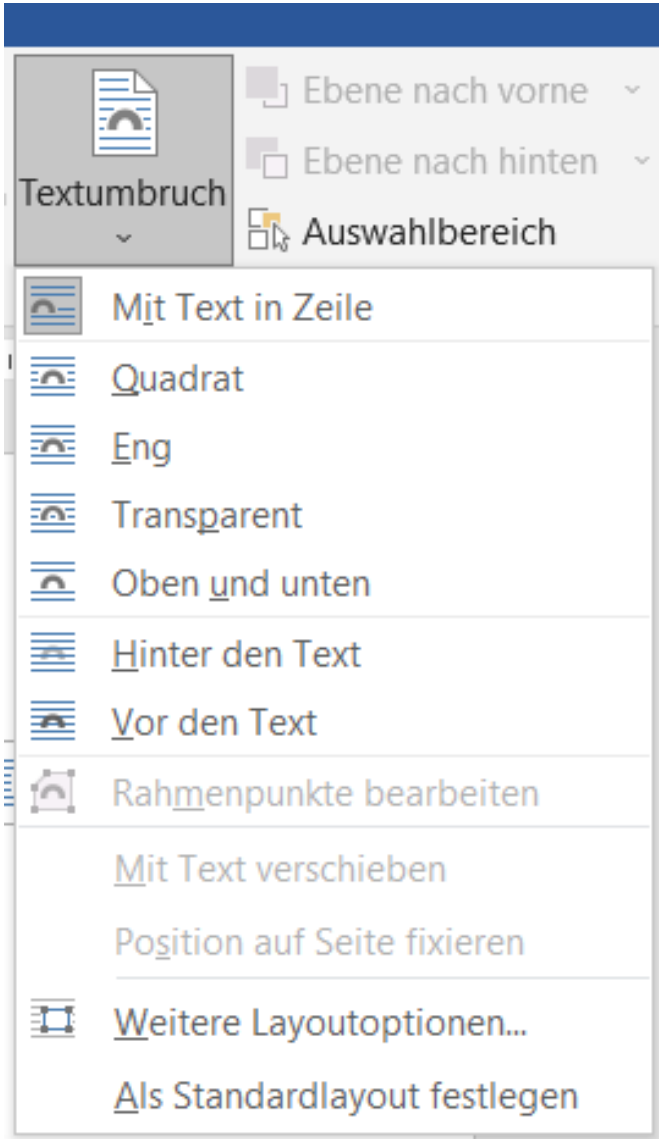 Textumbruch
Ebene nach vorne
Ebene nach hinten
Auswahlbereich
Mit Text in Zeile
Quadrat
Eng
Transparent
Oben und unten
Hinter den Text
Vor den Text
Rahmenpunkte bearbeiten
Mit Text verschieben
Position auf Seite fixieren
Weitere Layoutoptionen...
Als Standardlayout festlegen